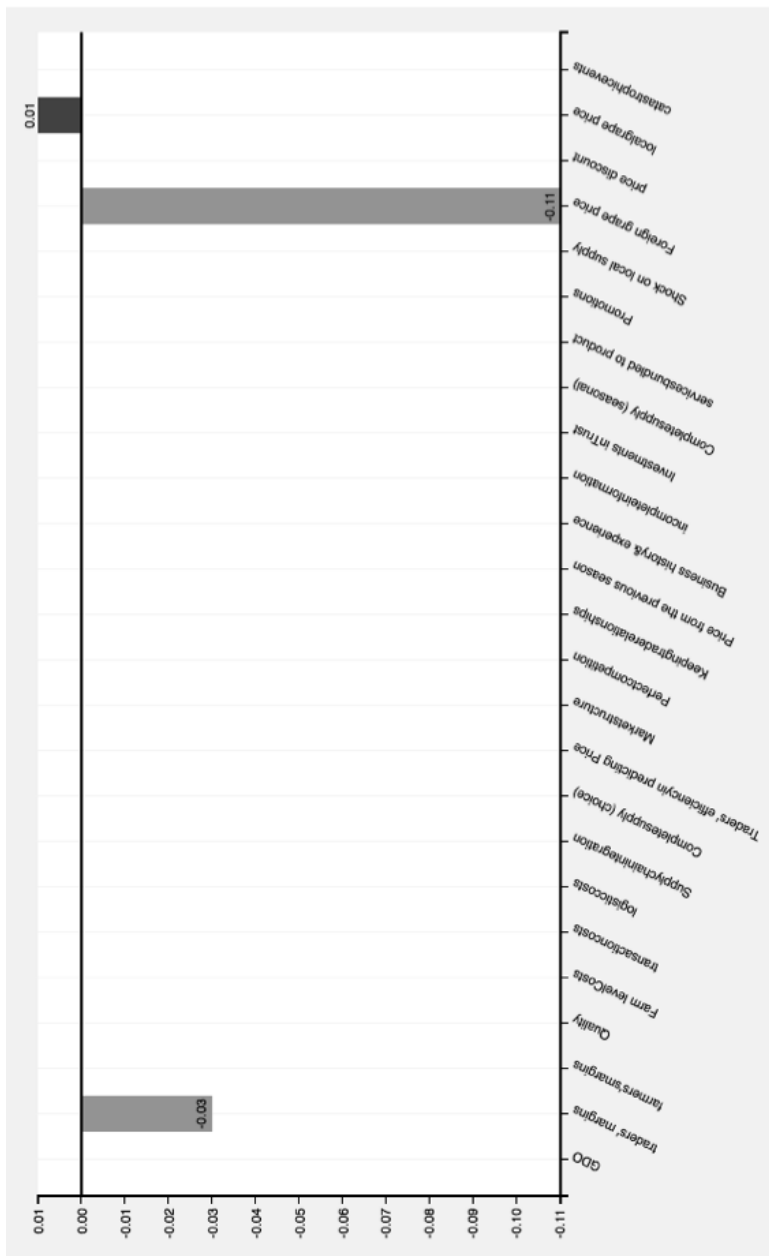 0.01
-0.11
-0.03
0.01
0.00
-0.01
-0.02
-0.03
-0.04
-0.05
-0.06
-0.07
-0.08
-0.09
-0.10
-0.11
GDO
traders' margins
farmers'smargins
Quality
Farm levelCosts
transactioncosts
logisticcosts
Supplychainintegration
Completesupply (choice)
Traders' efficiencyin predicting Price
Marketstructure
Perfectcompetition
Keepingtraderelationships
Price from the previous season
Business history& experience
incompleteinformation
Investments inTrust
Completesupply (seasonal)
servicesbundled to product
Promotions
Shock on local supply
Foreign grape price
price discount
localgrape price
catastrophicevents